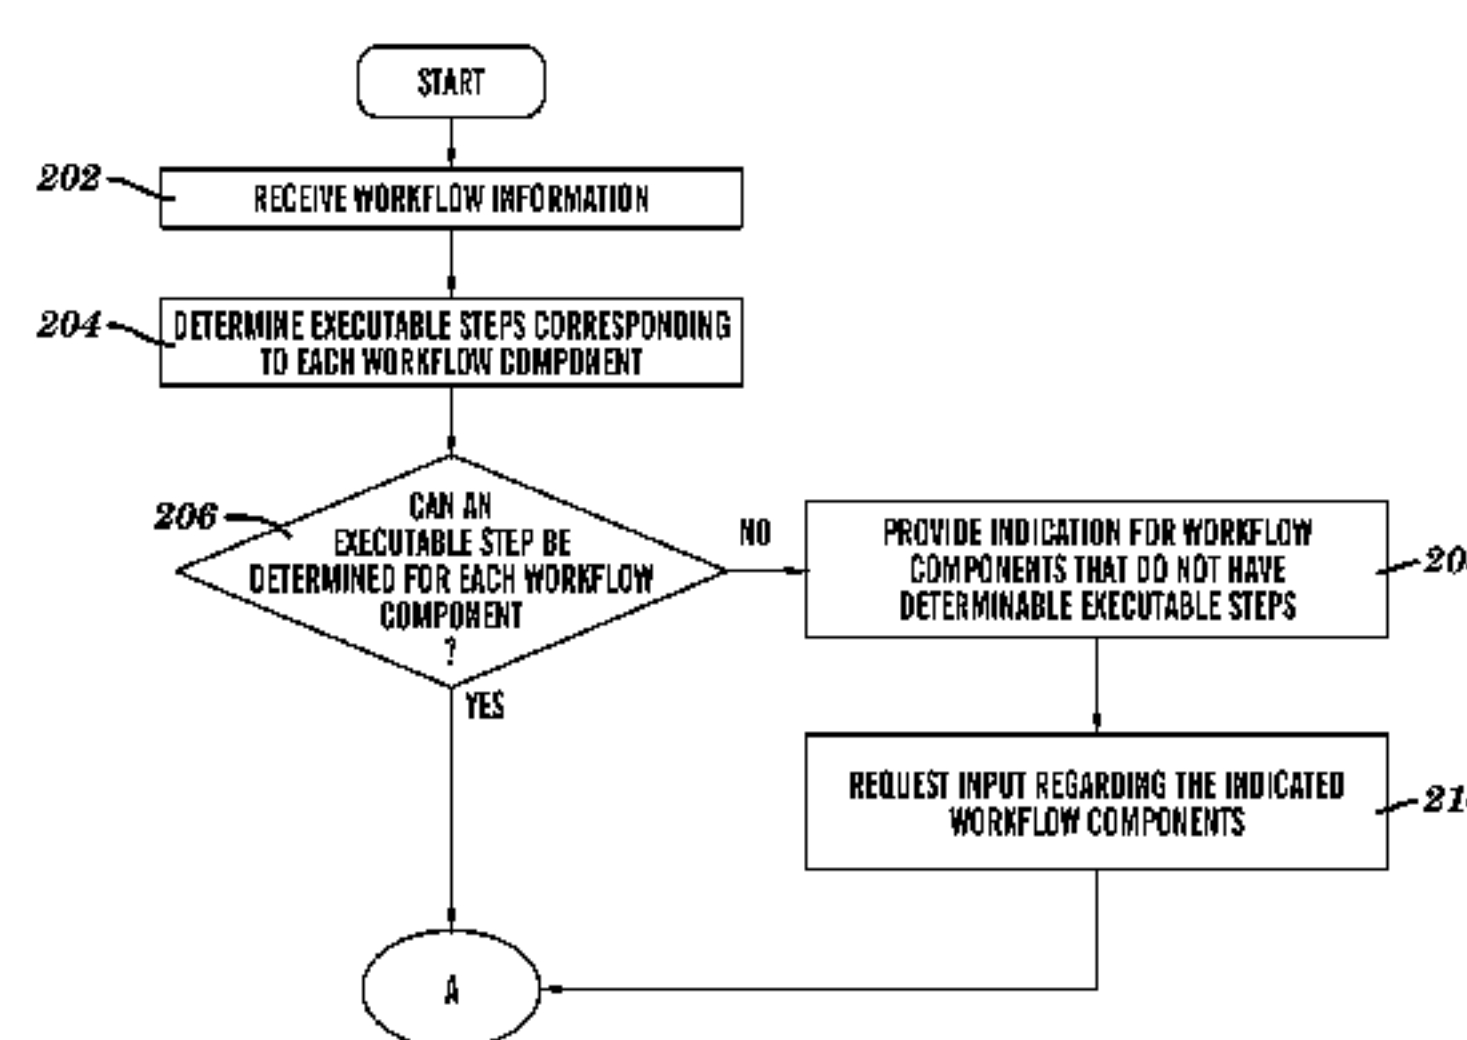 START
202
RECEIVE WORKFLOW INFORMATION
204
DETERMINE EXECUTABLE STEPS CORRESPONDING
TO EACH WORKFLOW COMPONENT
206
CAN AN
EXECUTABLE STEP BE
DETERMINED FOR EACH WORKFLOW
COMPONENT
?
NO
PROVIDE INDICATION FOR WORKFLOW
COMPONENTS THAT DO NOT HAVE
DETERMINABLE EXECUTABLE STEPS
YES
REQUEST INPUT REGARDING THE INDICATED
WORKFLOW COMPONENTS
A